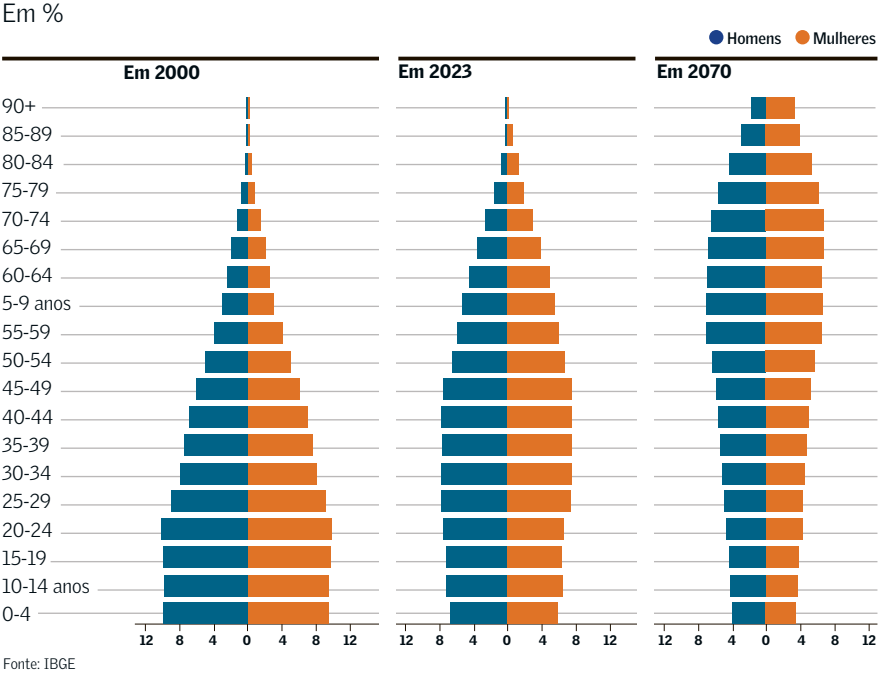 Em %
Homens Mulheres
Em 2000 Em 2023 Em 2070
90+
85-89
80-84
75-79
70-74
65-69
60-64
5-9 anos
55-59
50-54
45-49
40-44
35-39
30-34
25-29
20-24
15-19
10-14 anos
0-4
12 8 4 0 4 8 12 12 8 4 0 4 8 12 12 8 4 0 4 8 12
Fonte: IBGE